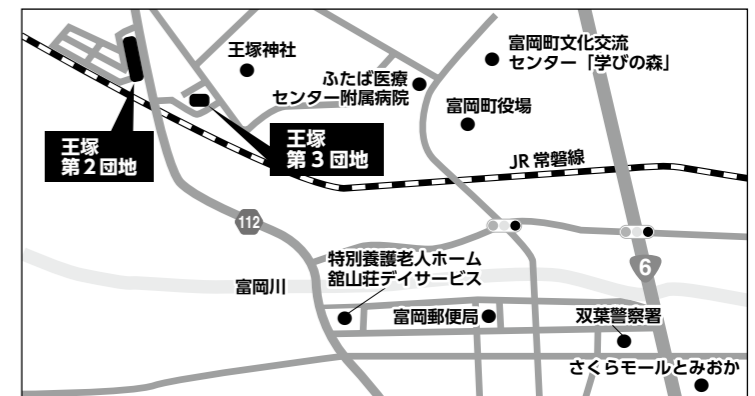 王塚神社
富岡町文化交流
センター「学びの森」
ふたば医療
センター附属病院
富岡町役場
王塚
第2団地
王塚
第3団地
JR常磐線
112
6
特別養護老人ホーム
舘山荘デイサービス
富岡川
富岡郵便局
双葉警察署
さくらモールとみおか